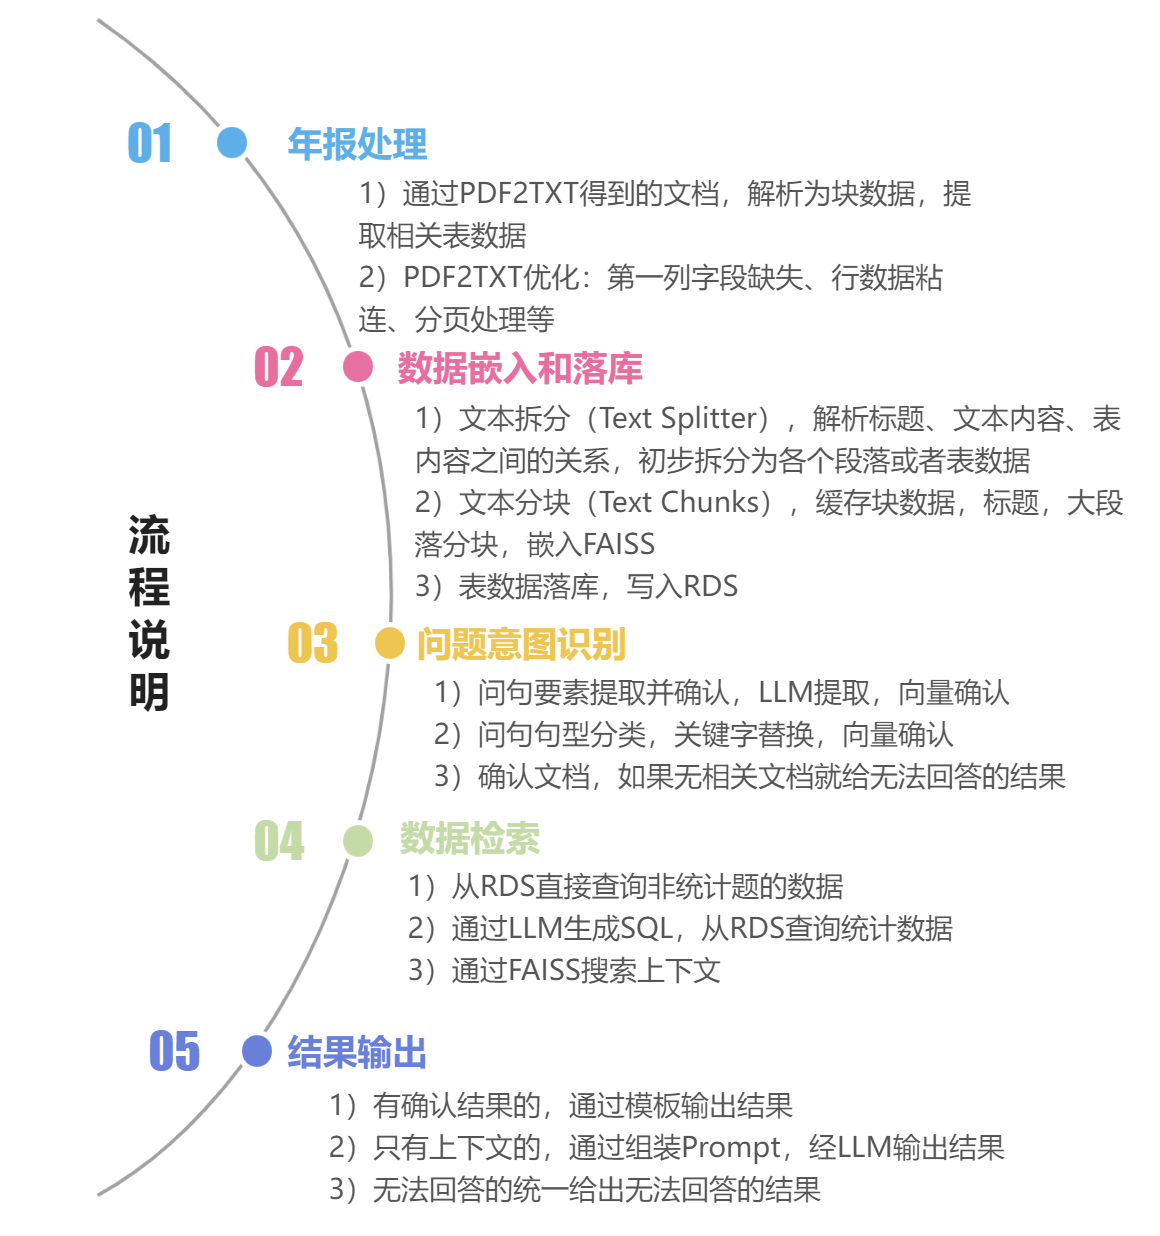 流程说明
01 年报处理
1）通过PDF2TXT得到的文档，解析为块数据，提
取相关表数据
2）PDF2TXT优化：第一列字段缺失、行数据粘
连、分页处理等
02 数据嵌入和落库
1）文本拆分（Text Splitter），解析标题、文本内容、表
内容之间的关系，初步拆分为各个段落或者表数据
2）文本分块（Text Chunks），缓存块数据，标题，大段
落分块，嵌入FAISS
3）表数据落库，写入RDS
03 问题意图识别
1）问句要素提取并确认，LLM提取，向量确认
2）问句句型分类，关键字替换，向量确认
3）确认文档，如果无相关文档就给无法回答的结果
04 数据检索
1）从RDS直接查询非统计题的数据
2）通过LLM生成SQL，从RDS查询统计数据
3）通过FAISS搜索上下文
05 结果输出
1）有确认结果的，通过模板输出结果
2）只有上下文的，通过组装Prompt，经LLM输出结果
3）无法回答的统一给出无法回答的结果